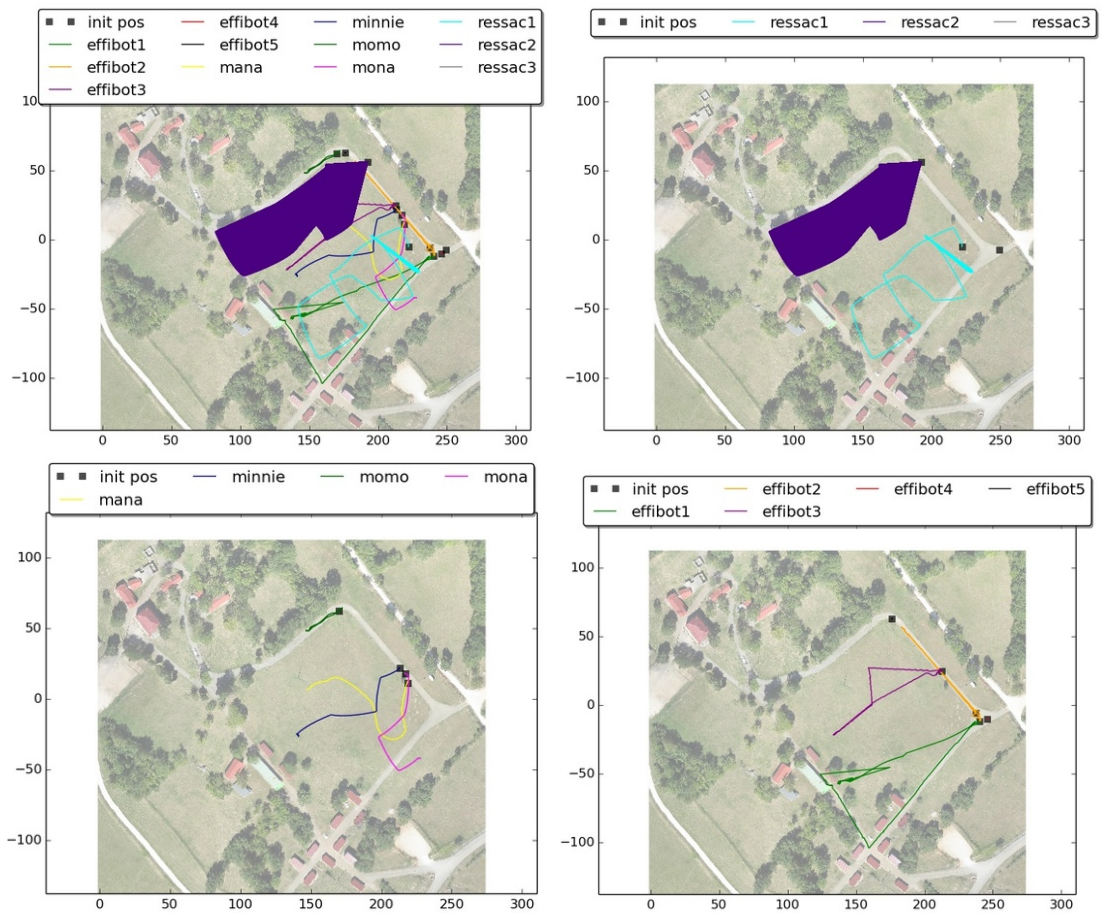 init pos effibot4 minnie ressac1
effibot1 effibot5 momo ressac2
effibot2 mana mona ressac3
effibot3
10
50
0
−50
−100
0 50 100 150 200 250 300
init pos ressac1 ressac2 ressac3
100
50
0
−50
−100
0 50 100 150 200 250 300
init pos minnie momo mona
mana
100
50
0
−50
−100
0 50 100 150 200 250 300
init pos effibot2 effibot4 effibot5
effibot1 effibot3
100
50
0
−50
−100
0 50 100 150 200 250 300